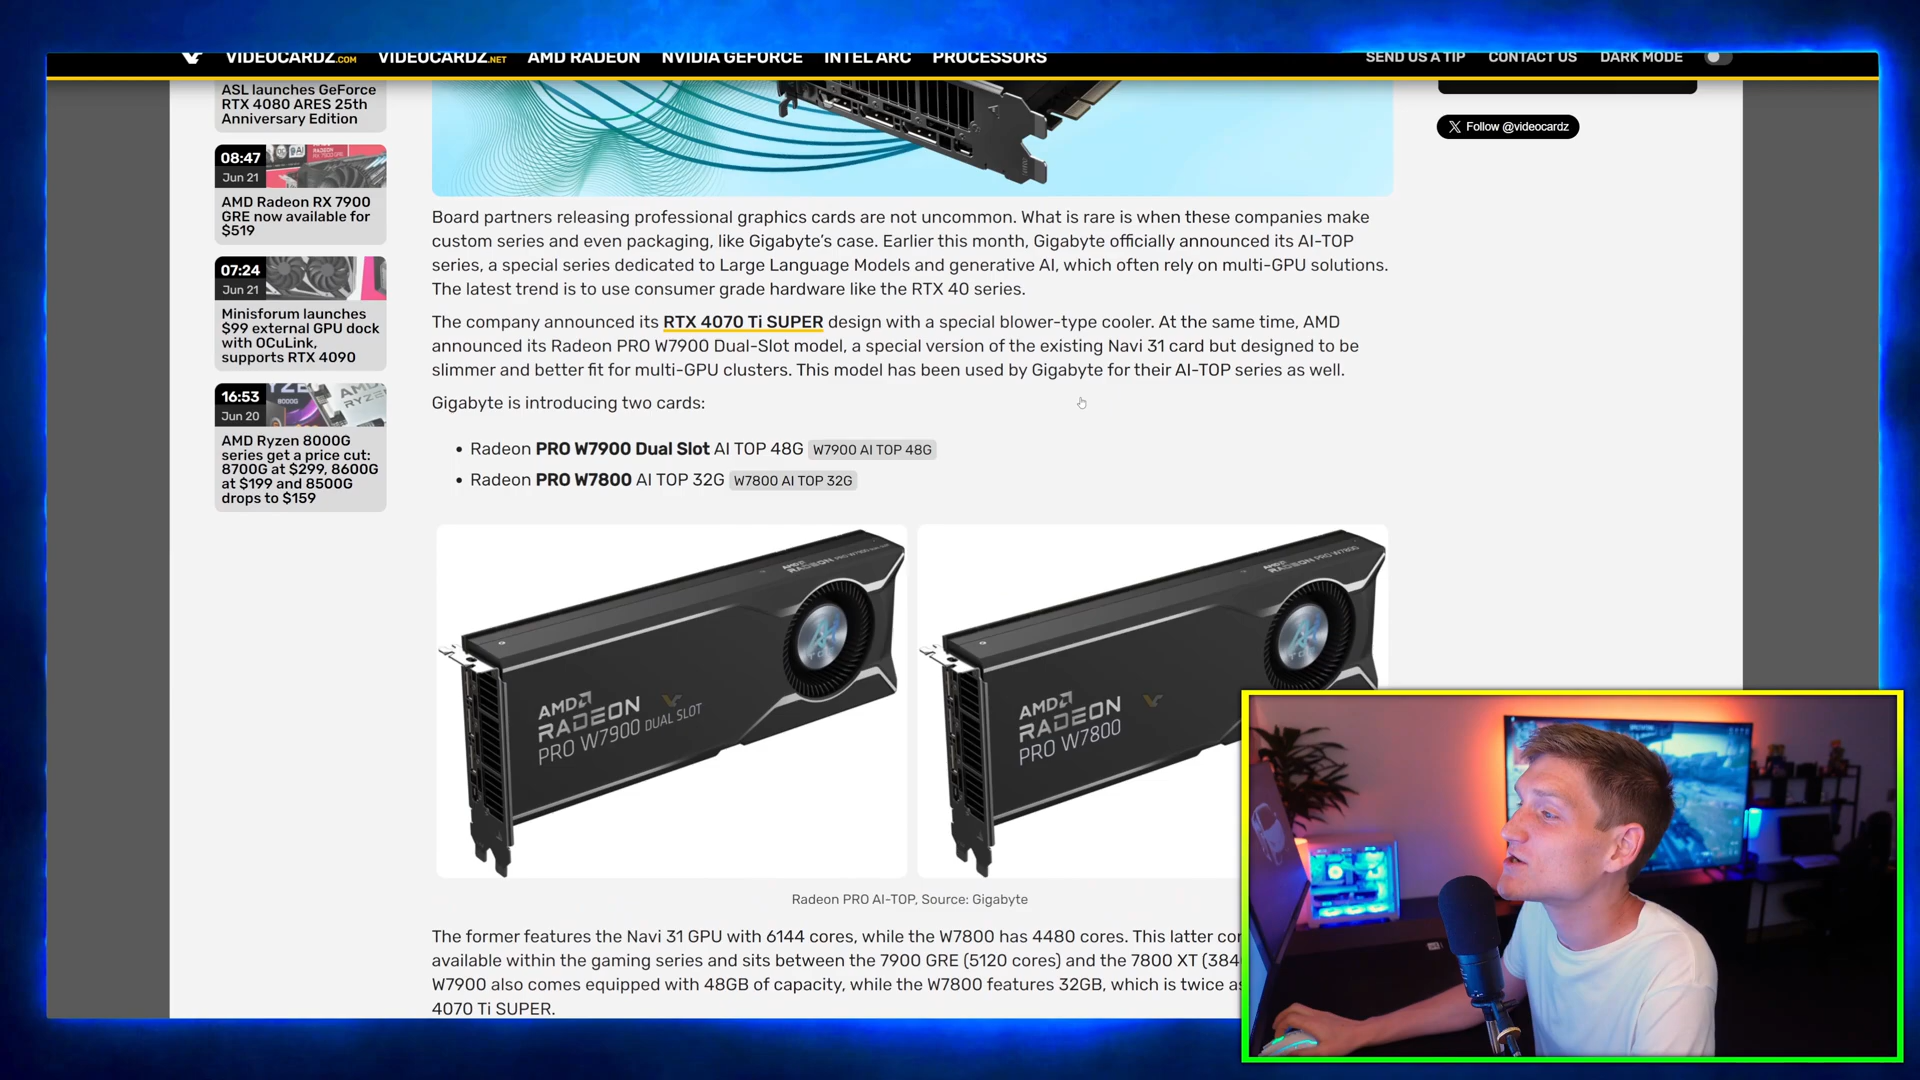 VIDEOCARDZ.COM VIDEOCARDZ.NET AMD RADEON NVIDIA GEFORCE INTEL ARC PROCESSORS SEND US A TIP CONTACT US DARK MODE
ASL launches GeForce
RTX 4080 ARES 25th
Anniversary Edition
08:47
Jun 21
AMD Radeon RX 7900
GRE now available for
$519
07:24
Jun 21
Minisforum launches
$99 external GPU dock
with OCuLink,
supports RTX 4090
16:53
Jun 20
AMD Ryzen 8000G
series get a price cut:
8700G at $299, 8600G
at $199 and 8500G
drops to $159
Follow @videocardz
Board partners releasing professional graphics cards are not uncommon. What is rare is when these companies make
custom series and even packaging, like Gigabyte's case. Earlier this month, Gigabyte officially announced its AI-TOP
series, a special series dedicated to Large Language Models and generative AI, which often rely on multi-GPU solutions.
The latest trend is to use consumer grade hardware like the RTX 40 series.
The company announced its RTX 4070 Ti SUPER design with a special blower-type cooler. At the same time, AMD
announced its Radeon PRO W7900 Dual-Slot model, a special version of the existing Navi 31 card but designed to be
slimmer and better fit for multi-GPU clusters. This model has been used by Gigabyte for their AI-TOP series as well.
Gigabyte is introducing two cards:
• Radeon PRO W7900 Dual Slot AI TOP 48G W7900 AI TOP 48G
• Radeon PRO W7800 AI TOP 32G W7800 AI TOP 32G
AMD
RADEON
PRO W7900 DUAL SLOT
AMD
RADEON PRO W7800
AMD
RADEON
PRO W7800
Radeon PRO AI-TOP, Source: Gigabyte
The former features the Navi 31 GPU with 6144 cores, while the W7800 has 4480 cores. This latter
available within the gaming series and sits between the 7900 GRE (5120 cores) and the 7800 XT
W7900 also comes equipped with 48GB of capacity, while the W7800 features 32GB, which is twice
4070 Ti SUPER.